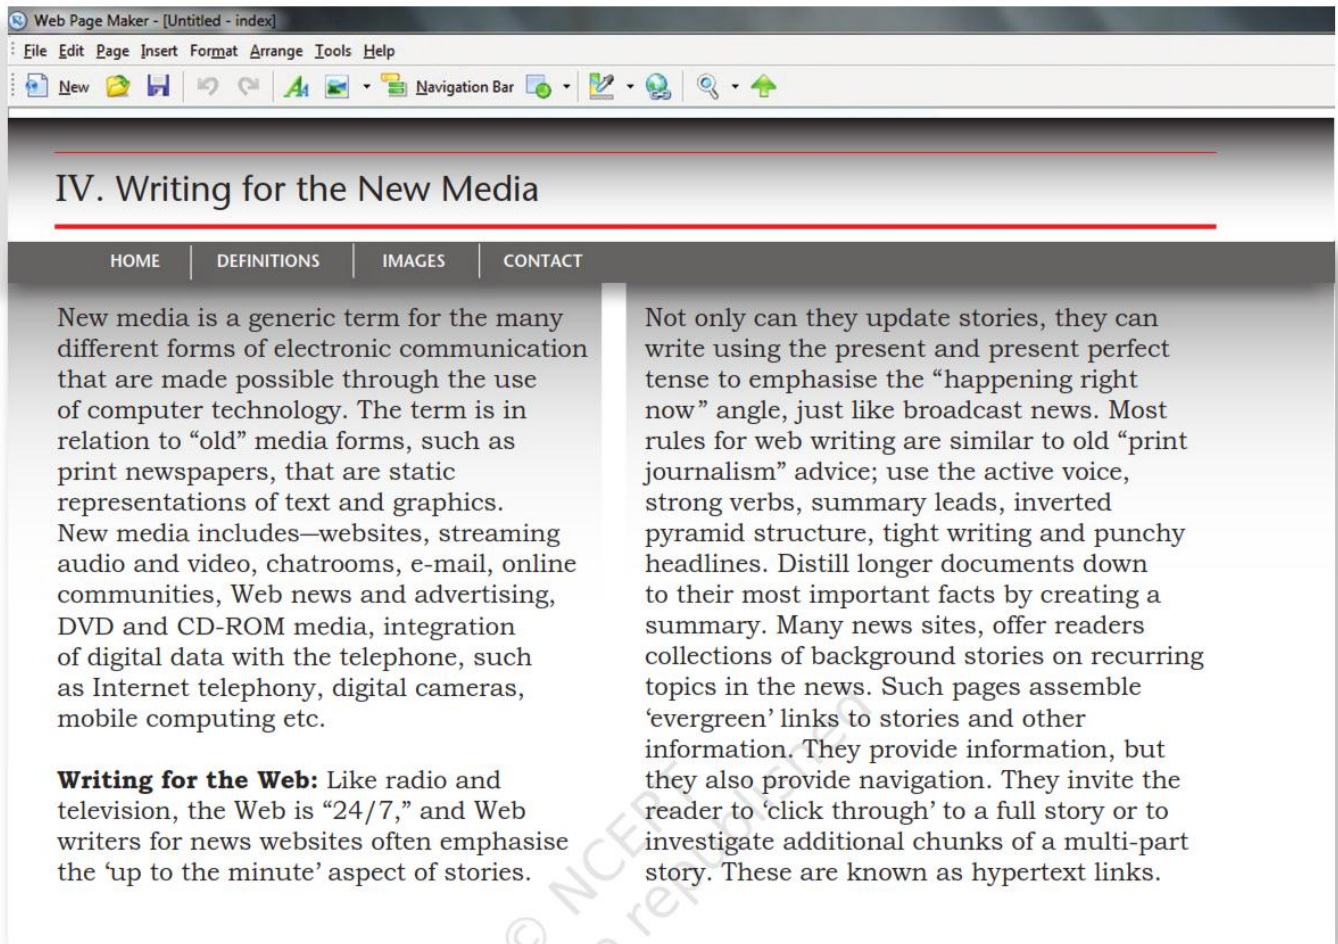 Web Page Maker - [Untitled - index]
File Edit Page Insert Format Arrange Tools Help
New Navigation Bar
IV. Writing for the New Media
HOME DEFINITIONS IMAGES CONTACT
New media is a generic term for the many
different forms of electronic communication
that are made possible through the use
of computer technology. The term is in
relation to “old” media forms, such as
print newspapers, that are static
representations of text and graphics.
New media includes—websites, streaming
audio and video, chatrooms, e-mail, online
communities, Web news and advertising,
DVD and CD-ROM media, integration
of digital data with the telephone, such
as Internet telephony, digital cameras,
mobile computing etc.
Writing for the Web: Like radio and
television, the Web is “24/7,” and Web
writers for news websites often emphasise
the ‘up to the minute’ aspect of stories.
Not only can they update stories, they can
write using the present and present perfect
tense to emphasise the “happening right
now” angle, just like broadcast news. Most
rules for web writing are similar to old “print
journalism” advice; use the active voice,
strong verbs, summary leads, inverted
pyramid structure, tight writing and punchy
headlines. Distill longer documents down
to their most important facts by creating a
summary. Many news sites, offer readers
collections of background stories on recurring
topics in the news. Such pages assemble
‘evergreen’ links to stories and other
information. They provide information, but
they also provide navigation. They invite the
reader to ‘click through’ to a full story or to
investigate additional chunks of a multi-part
story. These are known as hypertext links.
© NCERT
republished